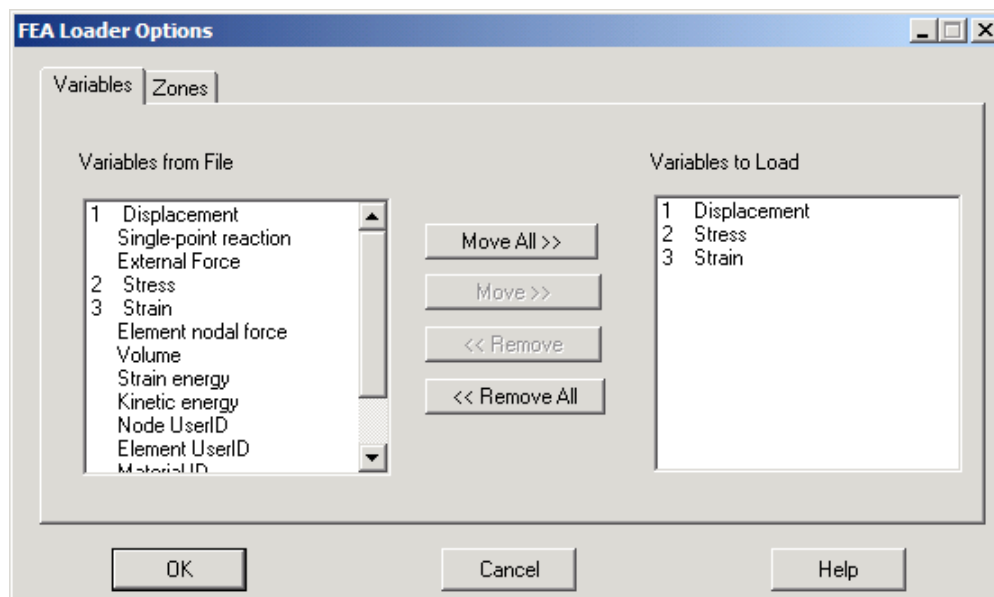 FEA Loader Options
Variables
Zones
Variables from File
1 Displacement
Single-point reaction
External Force
2 Stress
3 Strain
Element nodal force
Volume
Strain energy
Kinetic energy
Node UserID
Element UserID
Material ID
Move All >>
Move >>
<< Remove
<< Remove All
Variables to Load
1 Displacement
2 Stress
3 Strain
OK
Cancel
Help